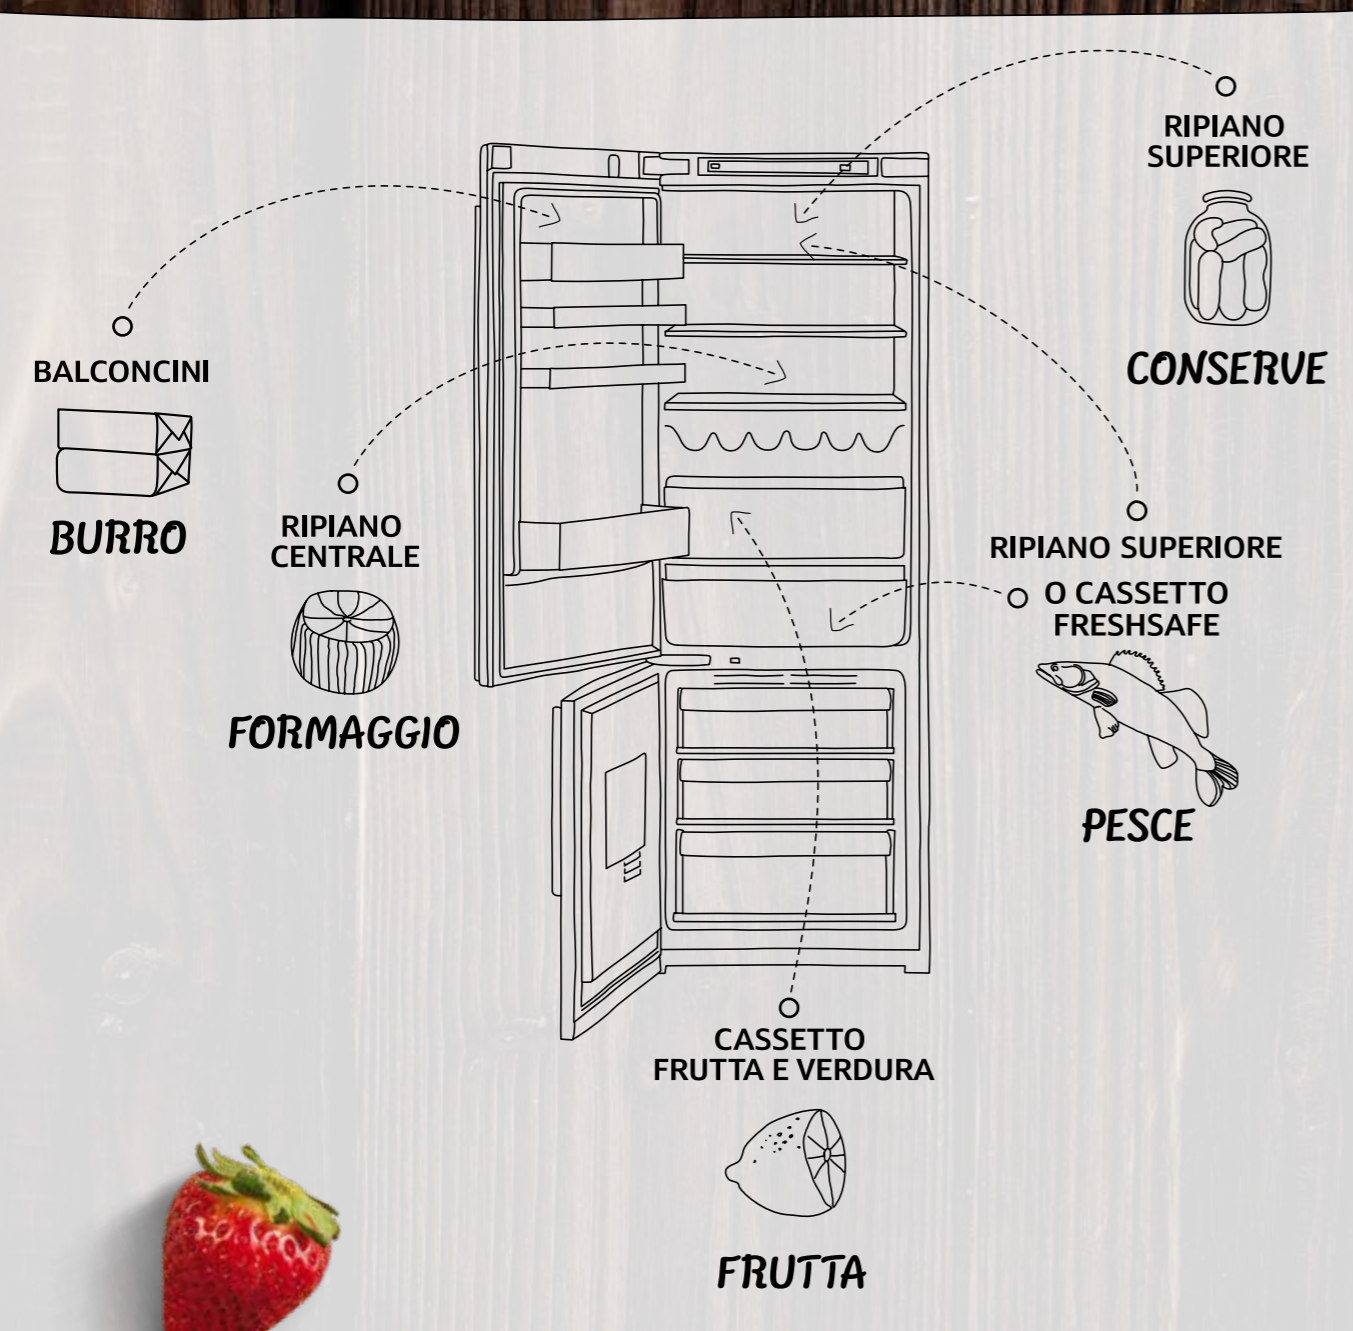 RIPIANO
SUPERIORE
CONSERVE
BALCONCINI
BURRO
RIPIANO
CENTRALE
FORMAGGIO
RIPIANO SUPERIORE
O CASSETTO
FRESHSAFE
PESCE
CASSETTO
FRUTTA E VERDURA
FRUTTA